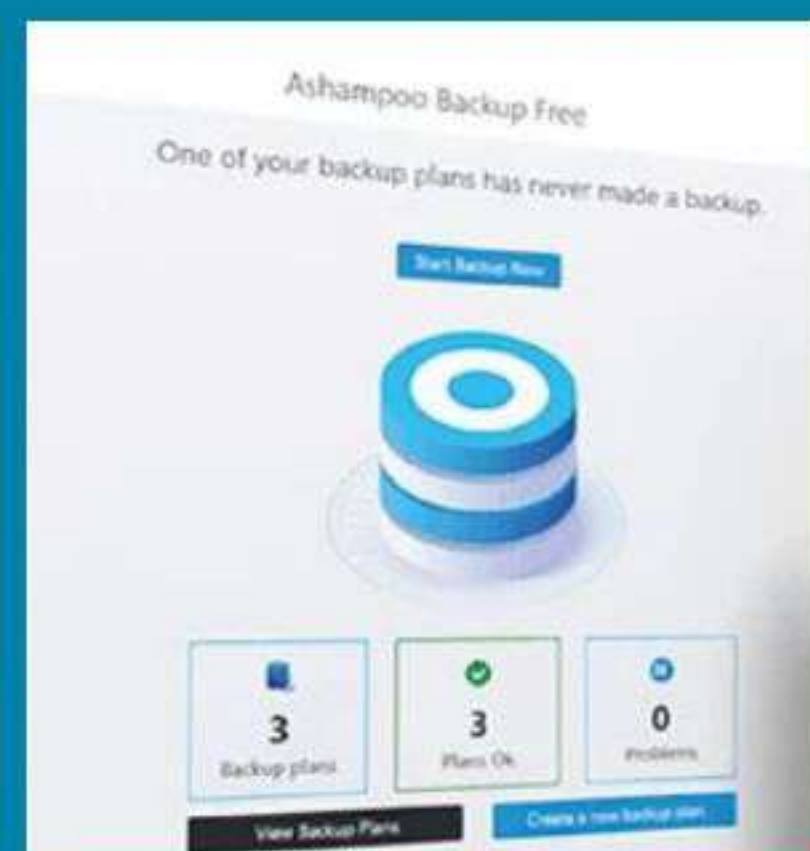 Ashampoo Backup Free
One of your backup plans has never made a backup.
Start Backup Now
3
Backup plans
3
Plans Ok
0
Problems
View Backup Plans
Create a new backup plan